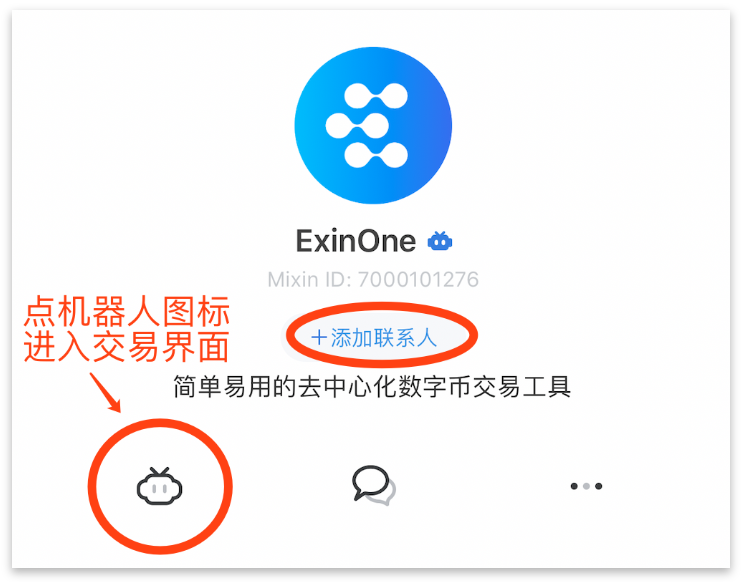 ExinOne
Mixin ID: 7000101276
点机器人图标
进入交易界面
+添加联系人
简单易用的去中心化数字币交易工具